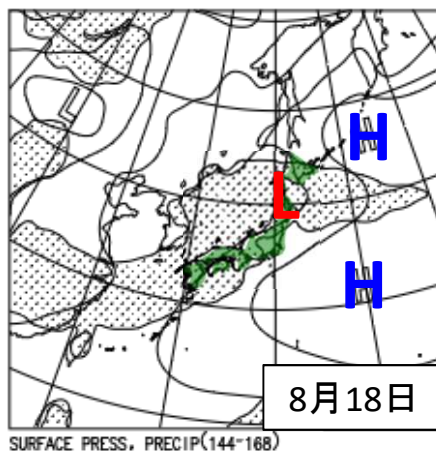 L
H
L
H
8月18日
SURFACE PRESS, PRECIP(144-168)